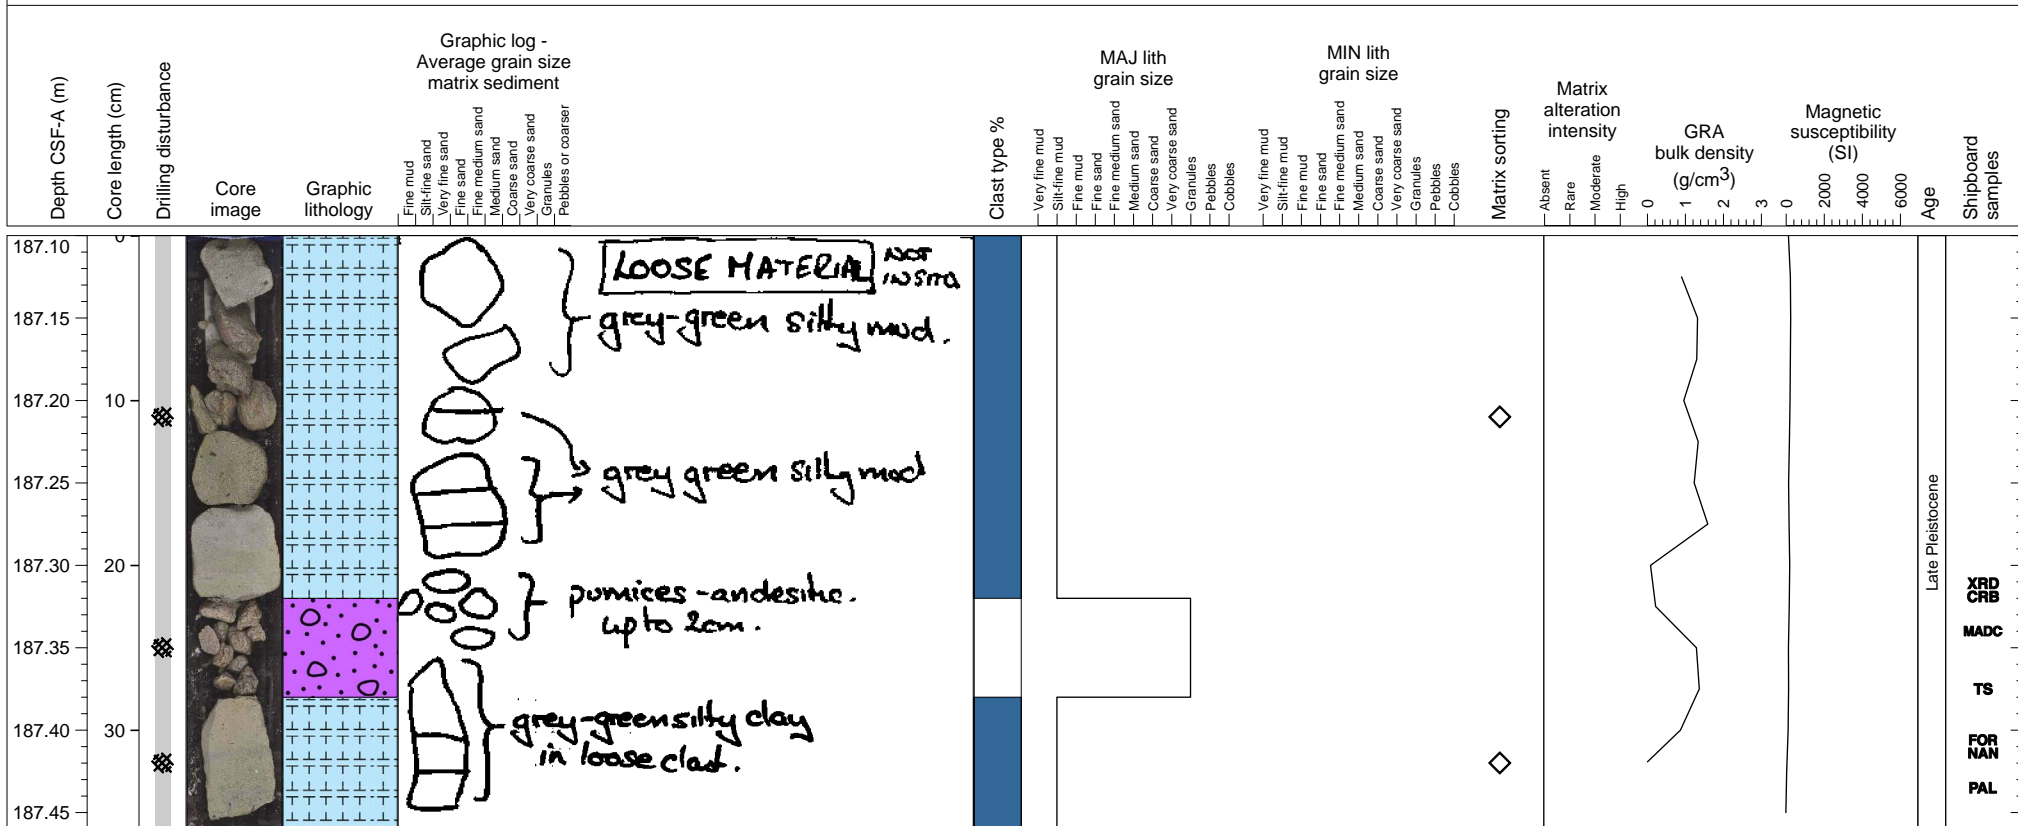 Depth CSF-A (m)
Core length (cm)
Drilling disturbance
Core
image
Graphic
lithology
Graphic log -
Average grain size
matrix sediment
Fine mud
Silt-fine sand
Very fine sand
Fine sand
Fine medium sand
Medium sand
Coarse sand
Very coarse sand
Granules
Pebbles or coarser
Clast type %
MAJ lith
grain size
Very fine mud
Silt-fine mud
Fine mud
Fine sand
Fine medium sand
Medium sand
Coarse sand
Very coarse sand
Granules
Pebbles
Cobbles
MIN lith
grain size
Very fine mud
Silt-fine mud
Fine mud
Fine sand
Fine medium sand
Medium sand
Coarse sand
Very coarse sand
Granules
Pebbles
Cobbles
Matrix sorting
Matrix
alteration
intensity
Absent
Rare
Moderate
High
GRA
bulk density
(g/cm3)
0 1 2 3
Magnetic
susceptibility
(SI)
0 2000 4000 6000
Age
Shipboard
samples
187.10
187.15
187.20
187.25
187.30
187.35
187.40
187.45
0
10
20
30
LOOSE MATERIAL NOT
IN SITU
grey-green silty mud.
grey green silty mud
pumices - andesitic.
up to 2cm.
grey-green silty clay
in loose clast.
Late Pleistocene
XRD
CRB
MADC
TS
FOR
NAN
PAL